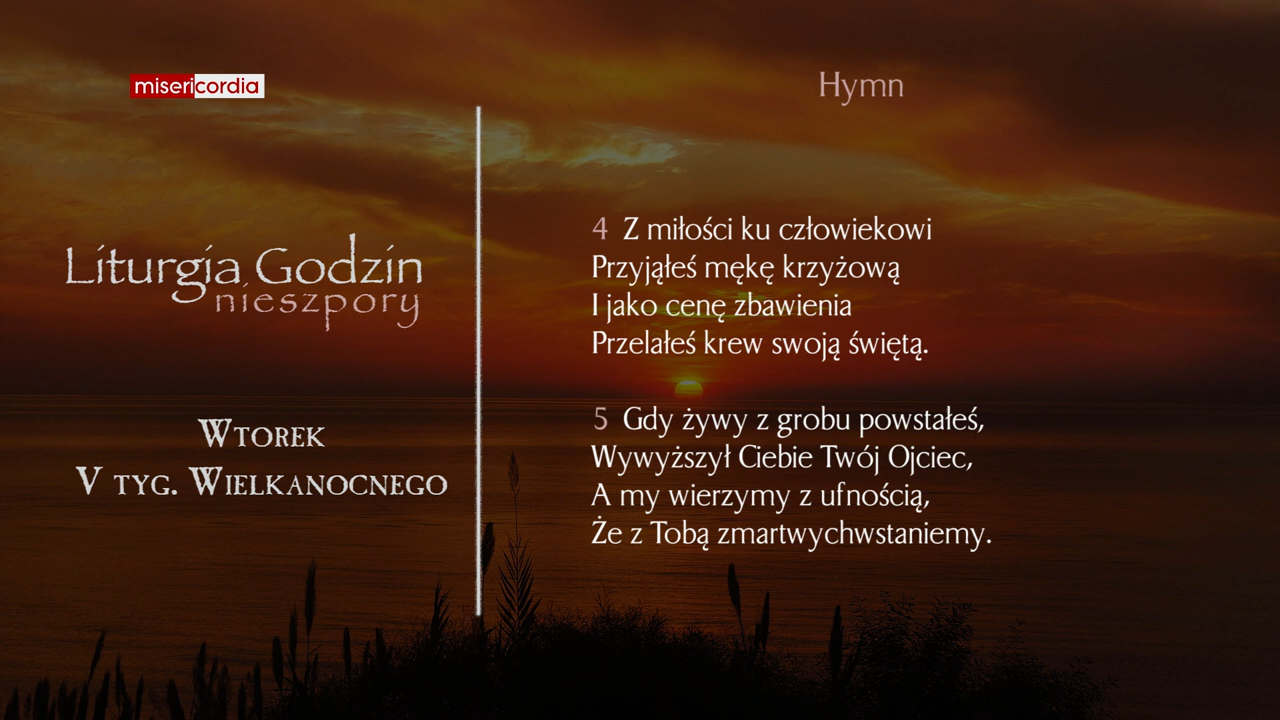 misericordia
Liturgia Godzin
nieszpory
Wtorek
V tyg. Wielkanocnego
Hymn
4 Z miłości ku człowiekowi
Przyjąłeś mękę krzyżową
I jako cenę zbawienia
Przelałeś krew swoją świętą.
5 Gdy żywy z grobu powstałeś,
Wywyższył Ciebie Twój Ojciec,
A my wierzymy z ufnością,
Że z Tobą zmartwychwstaniemy.